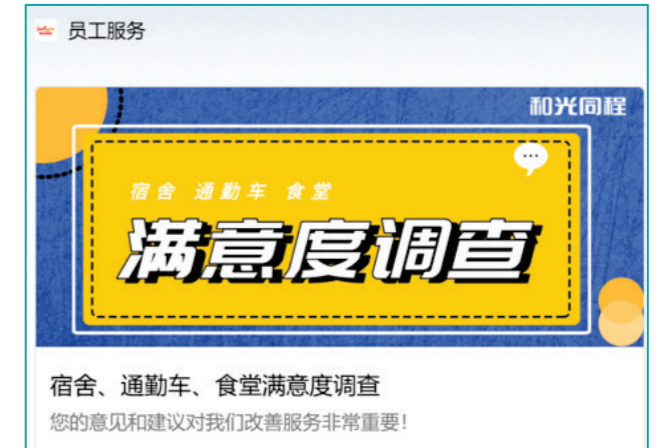 员工服务
和光同程
宿舍 通勤车 食堂
满意度调查
宿舍、通勤车、食堂满意度调查
您的意见和建议对我们改善服务非常重要!